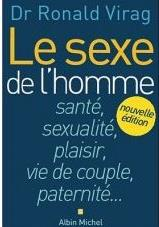 Dr Ronald Virag
Le sexe
de l'homme
santé,
sexualité,
plaisir,
vie de couple,
paternité...
nouvelle
édition
Albin Michel